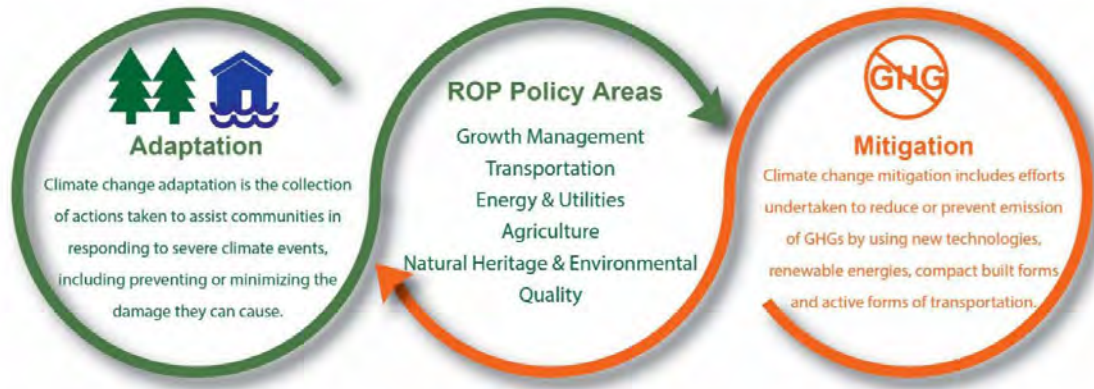 Adaptation
Climate change adaptation is the collection
of actions taken to assist communities in
responding to severe climate events,
including preventing or minimizing the
damage they can cause.
ROP Policy Areas
Growth Management
Transportation
Energy & Utilities
Agriculture
Natural Heritage & Environmental
Quality
GHG
Mitigation
Climate change mitigation includes efforts
undertaken to reduce or prevent emission
of GHGs by using new technologies,
renewable energies, compact built forms
and active forms of transportation.